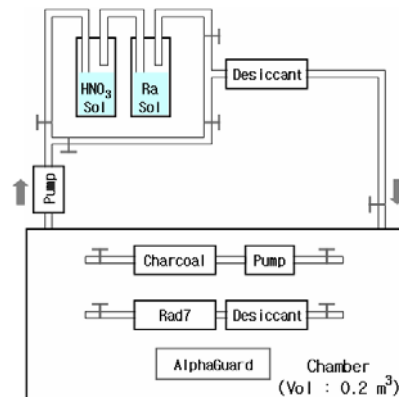 HNO₃
Sol
Ra
Sol
Desiccant
Pump
Charcoal
Pump
Rad7
Desiccant
AlphaGuard
Chamber
(Vol : 0.2 m³)